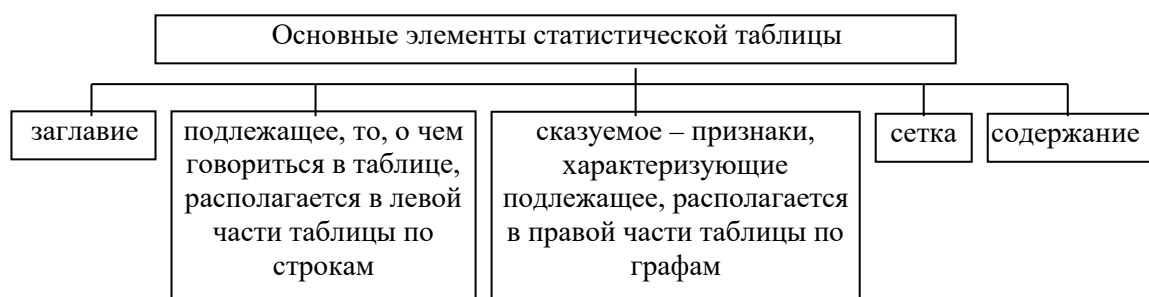 Основные элементы статистической таблицы
заглавие
подлежащее, то, о чем
говориться в таблице,
располагается в левой
части таблицы по
строкам
сказуемое – признаки,
характеризующие
подлежащее, располагается
в правой части таблицы по
графам
сетка
содержание